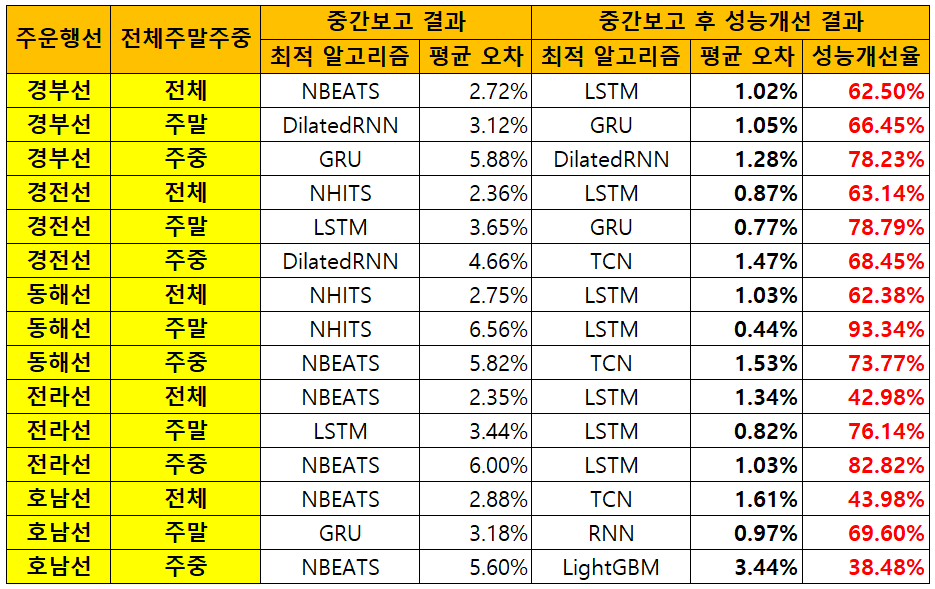 주운행선 전체주말주중 중간보고 결과 중간보고 후 성능개선 결과
최적 알고리즘 평균 오차 최적 알고리즘 평균 오차 성능개선율
경부선 전체 NBEATS 2.72% LSTM 1.02% 62.50%
경부선 주말 DilatedRNN 3.12% GRU 1.05% 66.45%
경부선 주중 GRU 5.88% DilatedRNN 1.28% 78.23%
경전선 전체 NHITS 2.36% LSTM 0.87% 63.14%
경전선 주말 LSTM 3.65% GRU 0.77% 78.79%
경전선 주중 DilatedRNN 4.66% TCN 1.47% 68.45%
동해선 전체 NHITS 2.75% LSTM 1.03% 62.38%
동해선 주말 NHITS 6.56% LSTM 0.44% 93.34%
동해선 주중 NBEATS 5.82% TCN 1.53% 73.77%
전라선 전체 NBEATS 2.35% LSTM 1.34% 42.98%
전라선 주말 LSTM 3.44% LSTM 0.82% 76.14%
전라선 주중 NBEATS 6.00% LSTM 1.03% 82.82%
호남선 전체 NBEATS 2.88% TCN 1.61% 43.98%
호남선 주말 GRU 3.18% RNN 0.97% 69.60%
호남선 주중 NBEATS 5.60% LightGBM 3.44% 38.48%